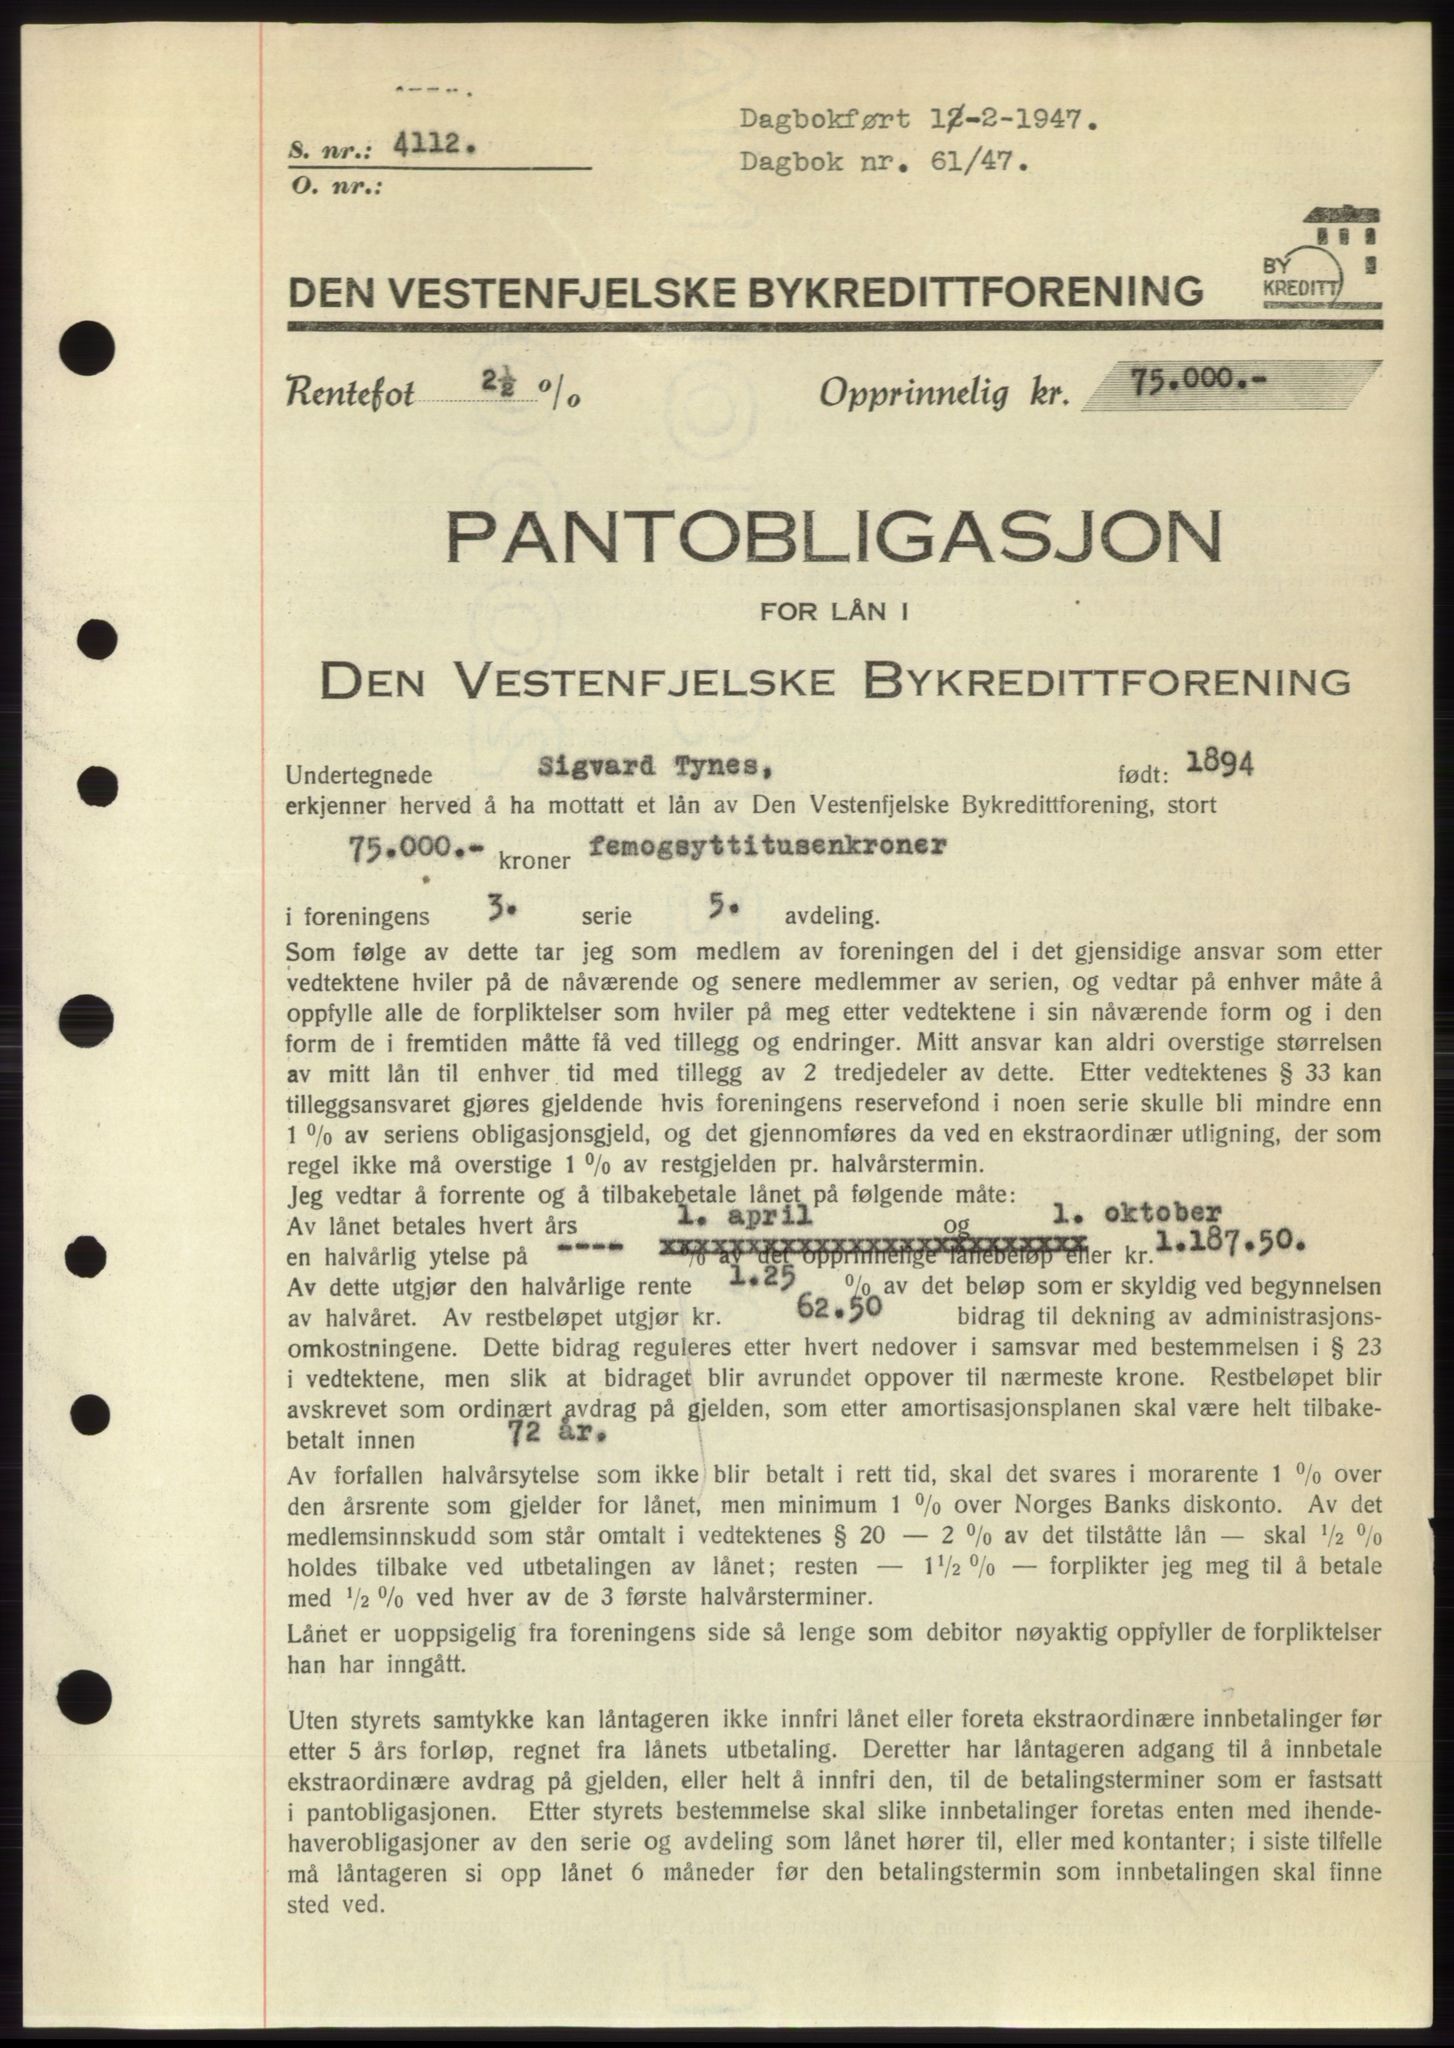 Dagbokført 12-2-1947.
S. nr.: 4112.
Dagbok nr. 61/47.
O. nr.:
BY
KREDITT
DEN VESTENFJELSKE BYKREDITTFORENING
Rentefot 2½ % Opprinnelig kr. 75.000.-
PANTOBLIGASJON
FOR LÅN I
DEN VESTENFJELSKE BYKREDITTFORENING
Undertegnede Sigvard Tynes, født: 1894
erkjenner herved å ha mottatt et lån av Den Vestenfjelske Bykredittforening, stort
75.000.- kroner femogsyttitusenkroner
i foreningens 3. serie 5. avdeling.
Som følge av dette tar jeg som medlem av foreningen del i det gjensidige ansvar som etter
vedtektene hviler på de nåværende og senere medlemmer av serien, og vedtar på enhver måte å
oppfylle alle de forpliktelser som hviler på meg etter vedtektene i sin nåværende form og i den
form de i fremtiden måtte få ved tillegg og endringer. Mitt ansvar kan aldri overstige størrelsen
av mitt lån til enhver tid med tillegg av 2 tredjedeler av dette. Etter vedtektenes § 33 kan
tilleggsansvaret gjøres gjeldende hvis foreningens reservefond i noen serie skulle bli mindre enn
1 % av seriens obligasjonsgjeld, og det gjennomføres da ved en ekstraordinær utligning, der som
regel ikke må overstige 1 % av restgjelden pr. halvårstermin.
Jeg vedtar å forrente og å tilbakebetale lånet på følgende måte:
Av lånet betales hvert års 1. april og 1. oktober
en halvårlig ytelse på ---- % av det opprinnelige lånebeløp eller kr. 1.187.50.
Av dette utgjør den halvårlige rente 1.25 % av det beløp som er skyldig ved begynnelsen
av halvåret. Av restbeløpet utgjør kr. 62.50 bidrag til dekning av administrasjons-
omkostningene. Dette bidrag reguleres etter hvert nedover i samsvar med bestemmelsen i § 23
i vedtektene, men slik at bidraget blir avrundet oppover til nærmeste krone. Restbeløpet blir
avskrevet som ordinært avdrag på gjelden, som etter amortisasjonsplanen skal være helt tilbake-
betalt innen 72 år.
Av forfallen halvårsytelse som ikke blir betalt i rett tid, skal det svares i morarente 1 % over
den årsrente som gjelder for lånet, men minimum 1 % over Norges Banks diskonto. Av det
medlemsinnskudd som står omtalt i vedtektenes § 20 — 2 % av det tilståtte lån — skal 1/2 %
holdes tilbake ved utbetalingen av lånet; resten — 1 1/2 % — forplikter jeg meg til å betale
med 1/2 % ved hver av de 3 første halvårsterminer.
Lånet er uoppsigelig fra foreningens side så lenge som debitor nøyaktig oppfyller de forpliktelser
han har inngått.
Uten styrets samtykke kan låntageren ikke innfri lånet eller foreta ekstraordinære innbetalinger før
etter 5 års forløp, regnet fra lånets utbetaling. Deretter har låntageren adgang til å innbetale
ekstraordinære avdrag på gjelden, eller helt å innfri den, til de betalingsterminer som er fastsatt
i pantobligasjonen. Etter styrets bestemmelse skal slike innbetalinger foretas enten med ihende-
haverobligasjoner av den serie og avdeling som lånet hører til, eller med kontanter; i siste tilfelle
må låntageren si opp lånet 6 måneder før den betalingstermin som innbetalingen skal finne
sted ved.